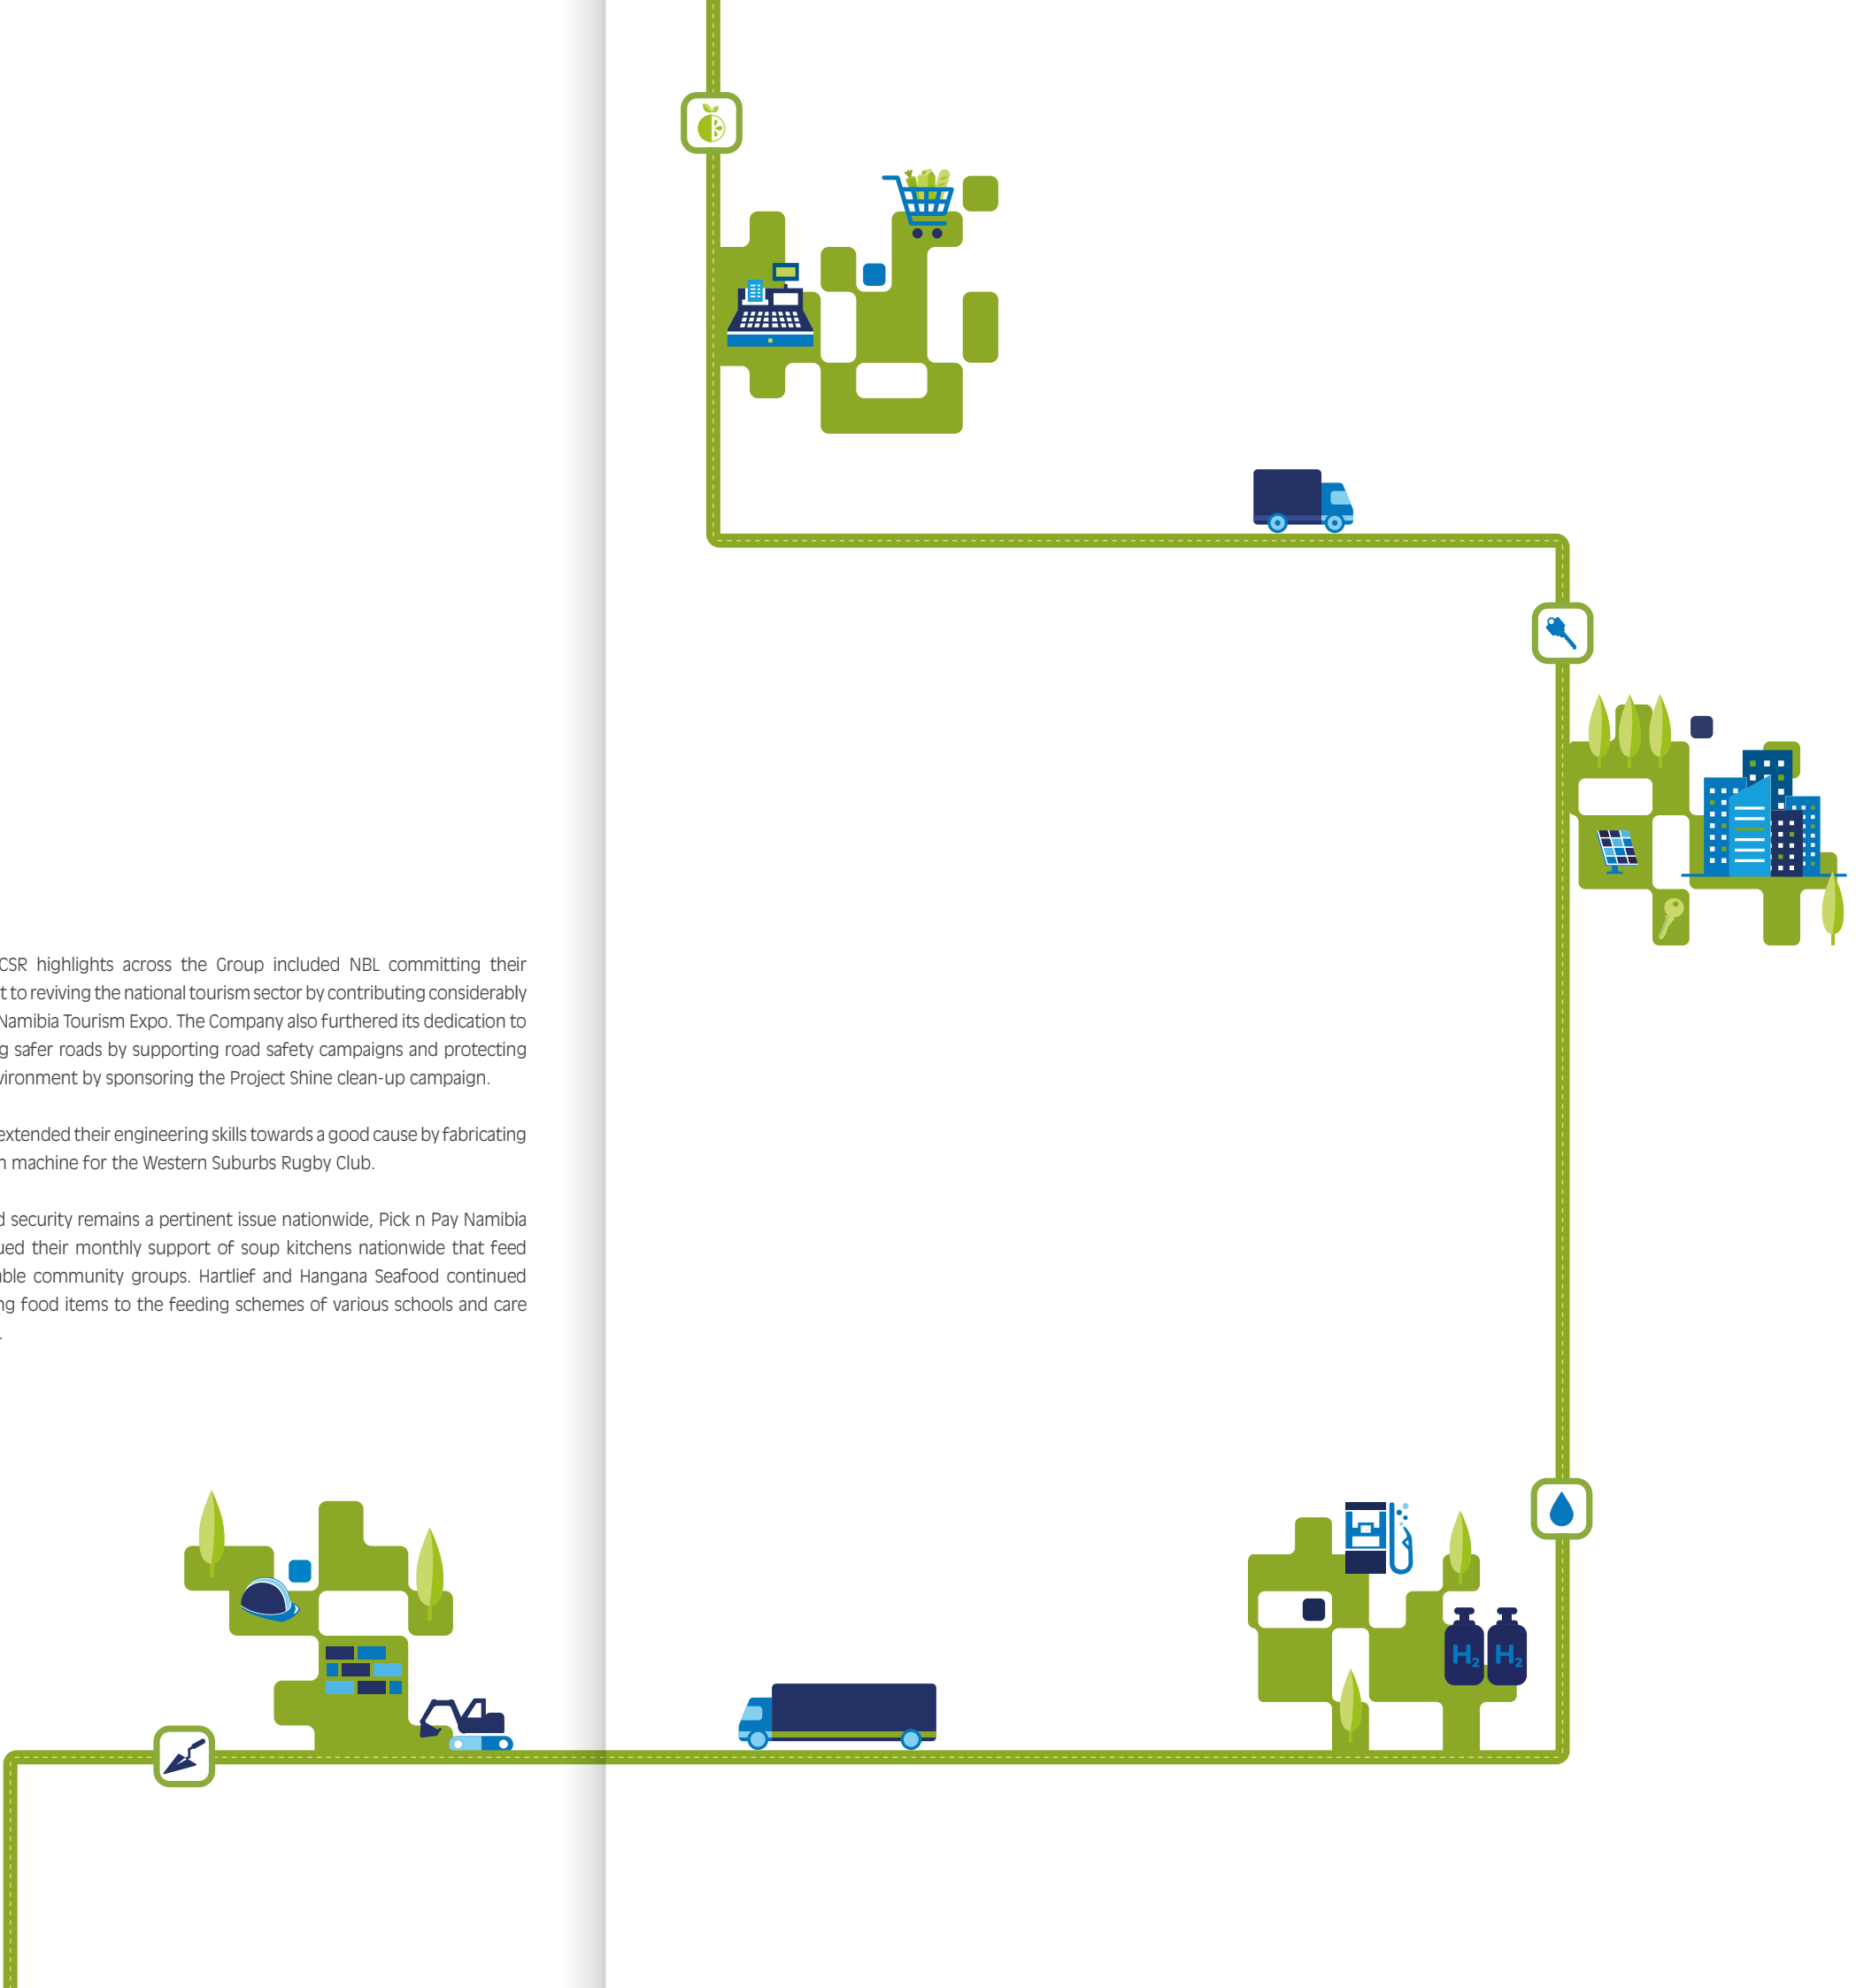 CSR highlights across the Group included NBL committing their
to reviving the national tourism sector by contributing considerably
Namibia Tourism Expo. The Company also furthered its dedication to
safer roads by supporting road safety campaigns and protecting
by sponsoring the Project Shine clean-up campaign.
extended their engineering skills towards a good cause by fabricating
machine for the Western Suburbs Rugby Club.
security remains a pertinent issue nationwide, Pick n Pay Namibia
their monthly support of soup kitchens nationwide that feed
community groups. Hartlief and Hangana Seafood continued
food items to the feeding schemes of various schools and care
H2 H2